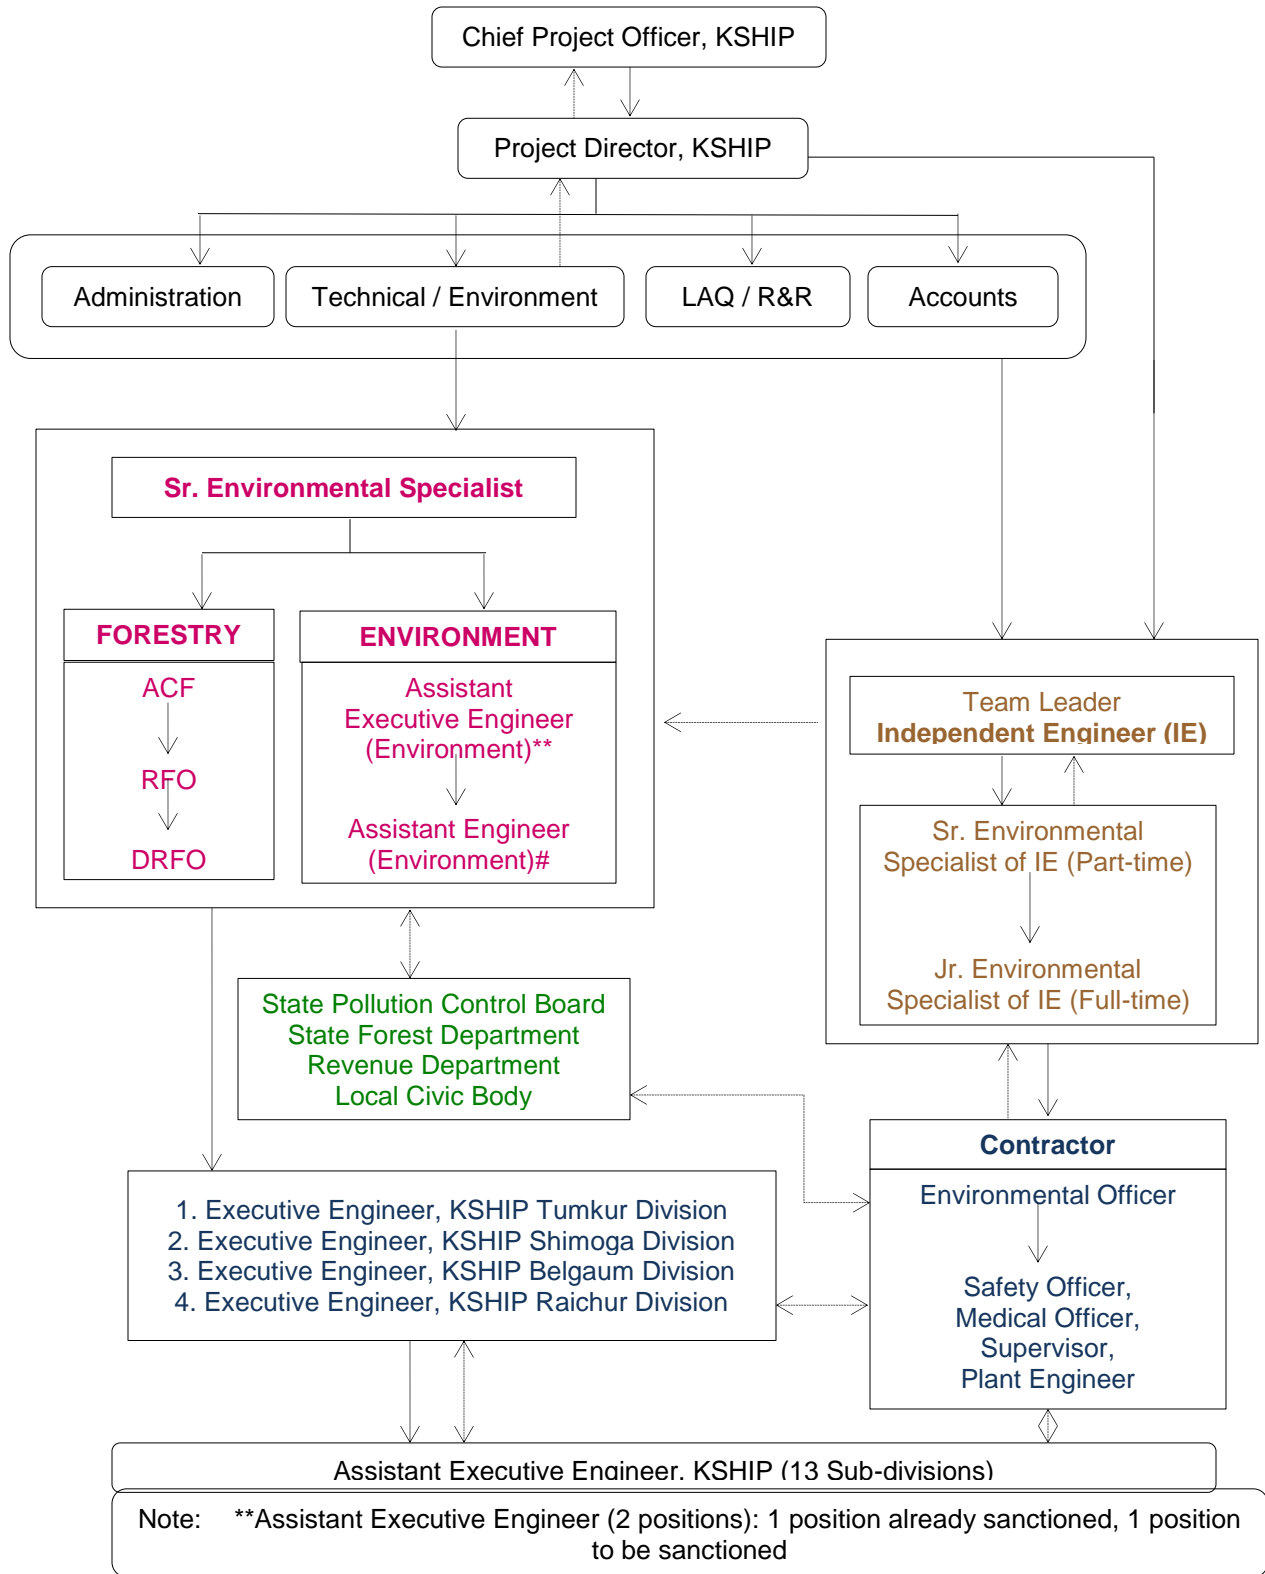 Chief Project Officer, KSHIP
Project Director, KSHIP
Administration
Technical / Environment
LAQ / R&R
Accounts
Sr. Environmental Specialist
FORESTRY
ACF
RFO
DRFO
ENVIRONMENT
Assistant
Executive Engineer
(Environment)**
Assistant Engineer
(Environment)#
Team Leader
Independent Engineer (IE)
Sr. Environmental
Specialist of IE (Part-time)
Jr. Environmental
Specialist of IE (Full-time)
State Pollution Control Board
State Forest Department
Revenue Department
Local Civic Body
Contractor
Environmental Officer
Safety Officer,
Medical Officer,
Supervisor,
Plant Engineer
1. Executive Engineer, KSHIP Tumkur Division
2. Executive Engineer, KSHIP Shimoga Division
3. Executive Engineer, KSHIP Belgaum Division
4. Executive Engineer, KSHIP Raichur Division
Assistant Executive Engineer, KSHIP (13 Sub-divisions)
Note: **Assistant Executive Engineer (2 positions): 1 position already sanctioned, 1 position
to be sanctioned